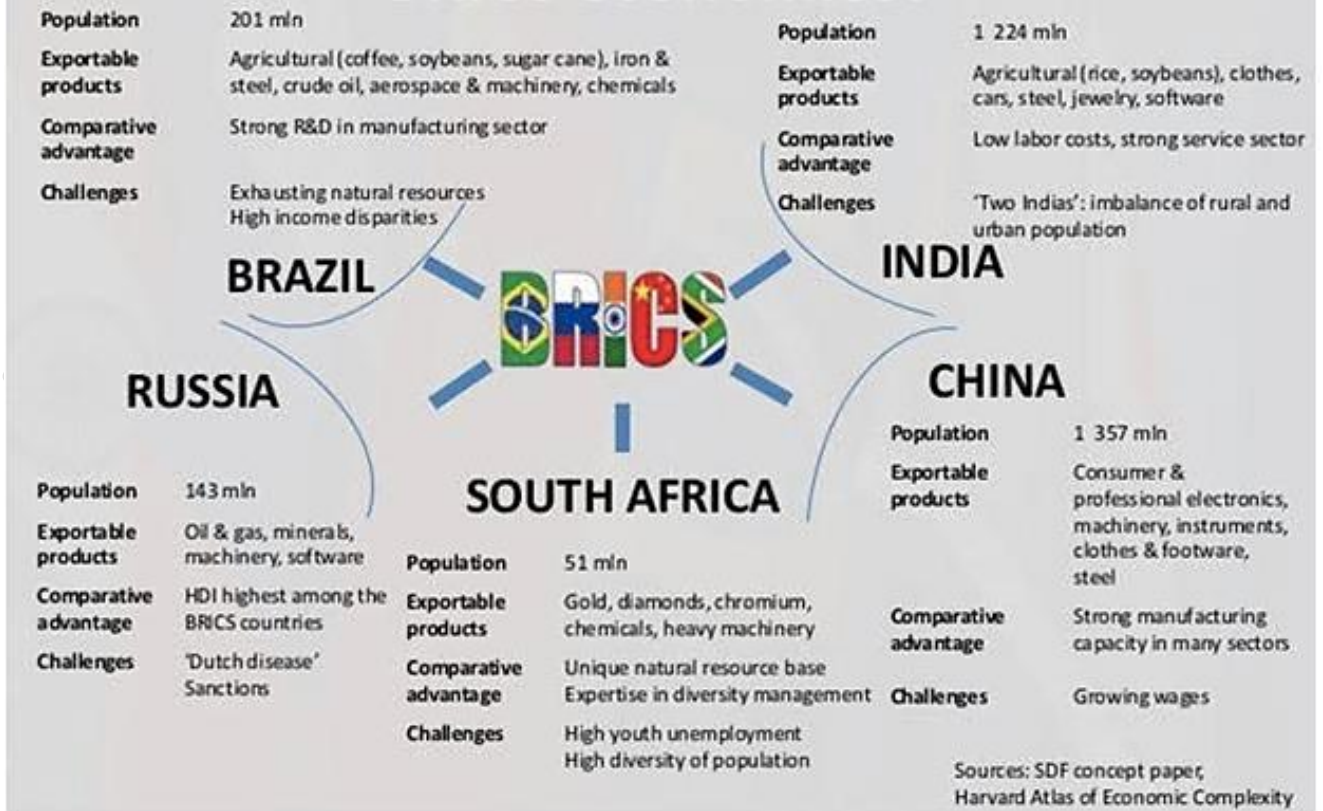 Population 201 mln
Exportable products Agricultural (coffee, soybeans, sugar cane), iron &
steel, crude oil, aerospace & machinery, chemicals
Comparative advantage Strong R&D in manufacturing sector
Challenges Exhausting natural resources
High income disparities
BRAZIL
Population 1 224 mln
Exportable products Agricultural (rice, soybeans), clothes,
cars, steel, jewelry, software
Comparative advantage Low labor costs, strong service sector
Challenges ‘Two Indias’: imbalance of rural and
urban population
INDIA
BRICS
RUSSIA
Population 143 mln
Exportable products Oil & gas, minerals,
machinery, software
Comparative advantage HDI highest among the
BRICS countries
Challenges ‘Dutch disease’
Sanctions
SOUTH AFRICA
Population 51 mln
Exportable products Gold, diamonds, chromium,
chemicals, heavy machinery
Comparative advantage Unique natural resource base
Expertise in diversity management
Challenges High youth unemployment
High diversity of population
CHINA
Population 1 357 mln
Exportable products Consumer &
professional electronics,
machinery, instruments,
clothes & footware,
steel
Comparative advantage Strong manufacturing
capacity in many sectors
Challenges Growing wages
Sources: SDF concept paper,
Harvard Atlas of Economic Complexity